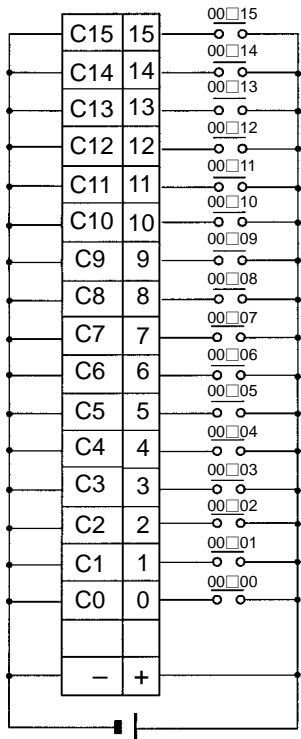 00□15
C15 15
00□14
C14 14
00□13
C13 13
00□12
C12 12
00□11
C11 11
00□10
C10 10
00□09
C9 9
00□08
C8 8
00□07
C7 7
00□06
C6 6
00□05
C5 5
00□04
C4 4
00□03
C3 3
00□02
C2 2
00□01
C1 1
00□00
C0 0
– +